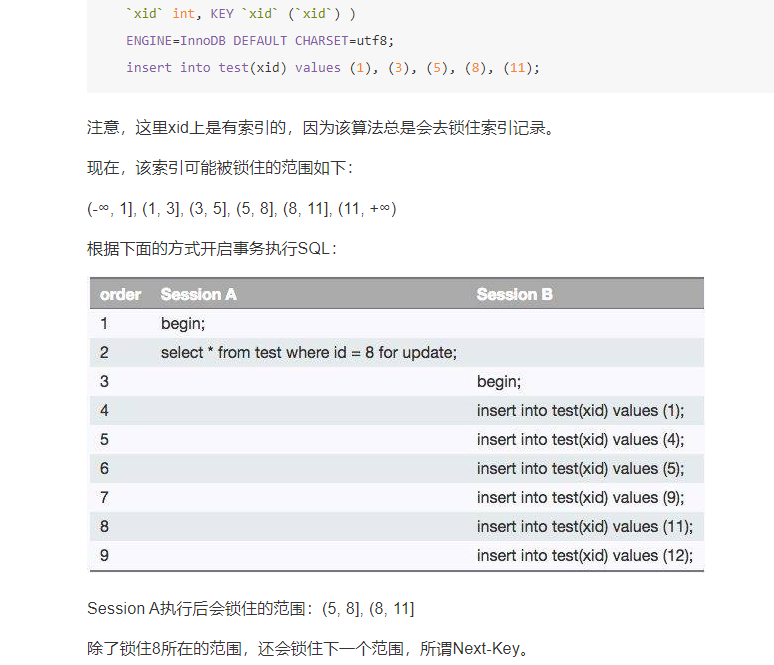 `xid` int, KEY `xid` (`xid`) )
ENGINE=InnoDB DEFAULT CHARSET=utf8;
insert into test(xid) values (1), (3), (5), (8), (11);
注意，这里xid上是有索引的，因为该算法总是会去锁住索引记录。
现在，该索引可能被锁住的范围如下：
(-∞, 1], (1, 3], (3, 5], (5, 8], (8, 11], (11, +∞)
根据下面的方式开启事务执行SQL：
order Session A Session B
1 begin;
2 select * from test where id = 8 for update;
3 begin;
4 insert into test(xid) values (1);
5 insert into test(xid) values (4);
6 insert into test(xid) values (5);
7 insert into test(xid) values (9);
8 insert into test(xid) values (11);
9 insert into test(xid) values (12);
Session A执行后会锁住的范围：(5, 8], (8, 11]
除了锁住8所在的范围，还会锁住下一个范围，所谓Next-Key。